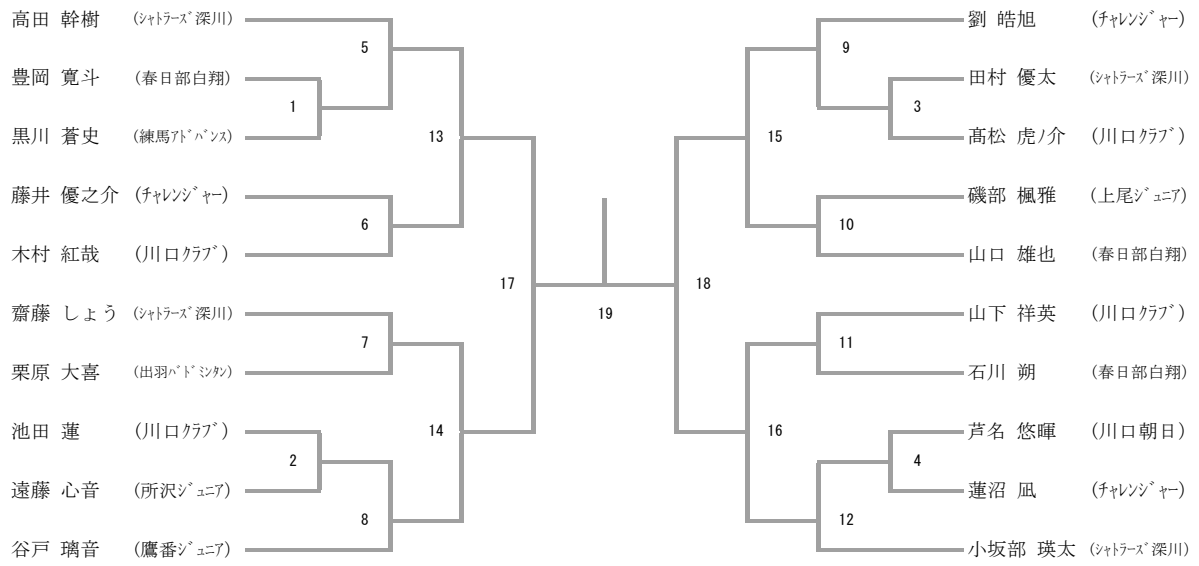 高田 幹樹 (ｼｬﾄﾗｰｽﾞ深川)
5
豊岡 寛斗 (春日部白翔)
1
黒川 蒼史 (練馬ｱﾄﾞﾊﾞﾝｽ)
13
藤井 優之介 (ﾁｬﾚﾝｼﾞｬｰ)
6
木村 紅哉 (川口ｸﾗﾌﾞ)
17
齋藤 しょう (ｼｬﾄﾗｰｽﾞ深川)
7
栗原 大喜 (出羽ﾊﾞﾄﾞﾐﾝﾀﾝ)
14
池田 蓮 (川口ｸﾗﾌﾞ)
2
遠藤 心音 (所沢ｼﾞｭﾆｱ)
8
谷戸 璃音 (鷹番ｼﾞｭﾆｱ)
19
劉 皓旭 (ﾁｬﾚﾝｼﾞｬｰ)
9
田村 優太 (ｼｬﾄﾗｰｽﾞ深川)
3
髙松 虎ﾉ介 (川口ｸﾗﾌﾞ)
15
磯部 楓雅 (上尾ｼﾞｭﾆｱ)
10
山口 雄也 (春日部白翔)
18
山下 祥英 (川口ｸﾗﾌﾞ)
11
石川 朔 (春日部白翔)
16
芦名 悠暉 (川口朝日)
4
蓮沼 凪 (ﾁｬﾚﾝｼﾞｬｰ)
12
小坂部 瑛太 (ｼｬﾄﾗｰｽﾞ深川)